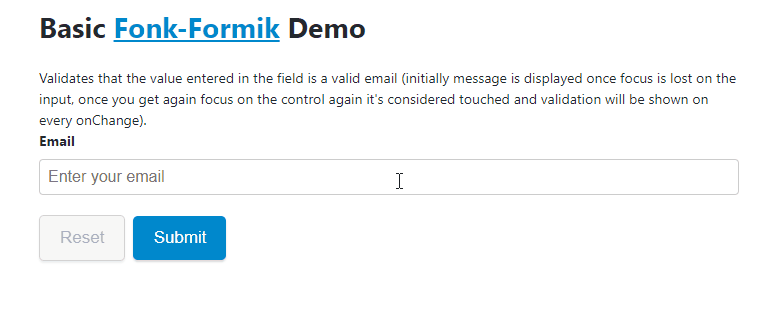 Basic Fonk-Formik Demo
Validates that the value entered in the field is a valid email (initially message is displayed once focus is lost on the
input, once you get again focus on the control again it's considered touched and validation will be shown on
every onChange).
Email
Enter your email
Reset Submit